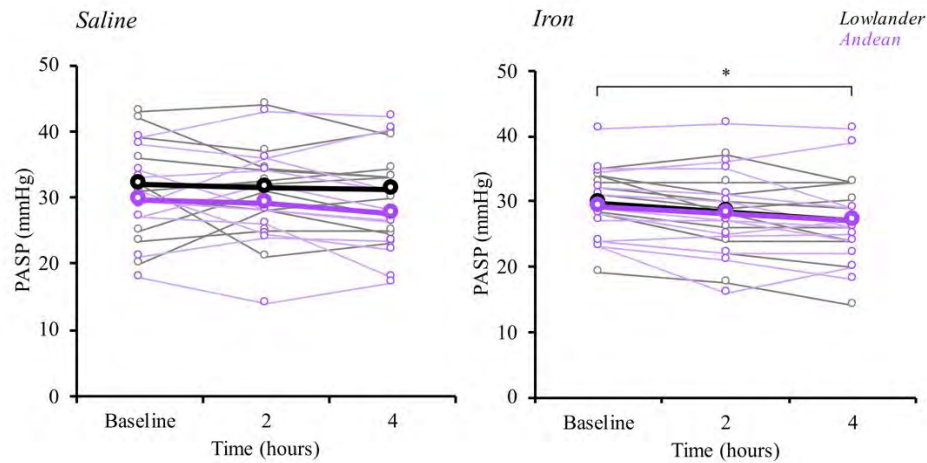 Saline
Iron
Lowlander
Andean
PASP (mmHg)
50
40
30
20
10
0
Baseline
2
4
Time (hours)
PASP (mmHg)
50
40
30
20
10
0
*
Baseline
2
4
Time (hours)